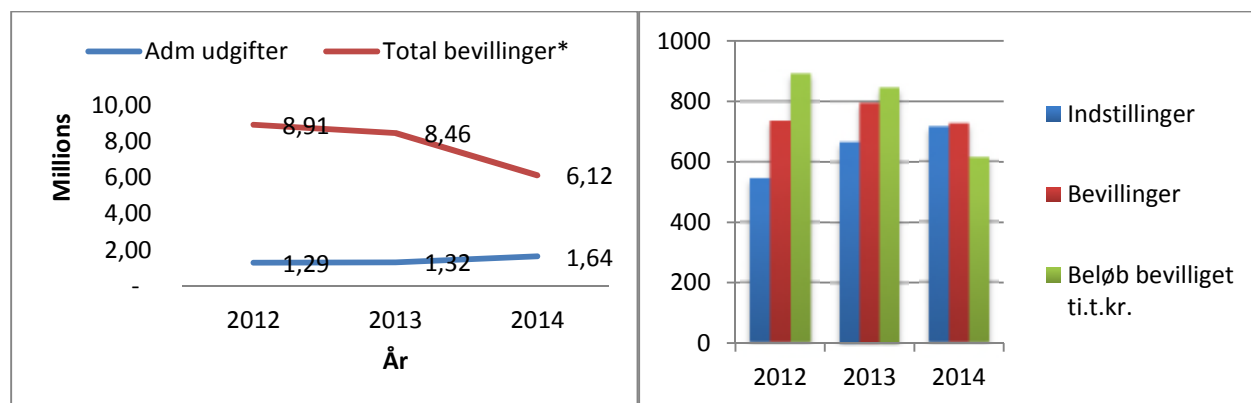 Adm udgifter Total bevillinger*
Millions
10,00
8,00
6,00
4,00
2,00
-
8,91 8,46 6,12
1,29 1,32 1,64
2012 2013 2014
År
1000
800
600
400
200
0
2012 2013 2014
Indstillinger
Bevillinger
Beløb bevilliget
ti.t.kr.